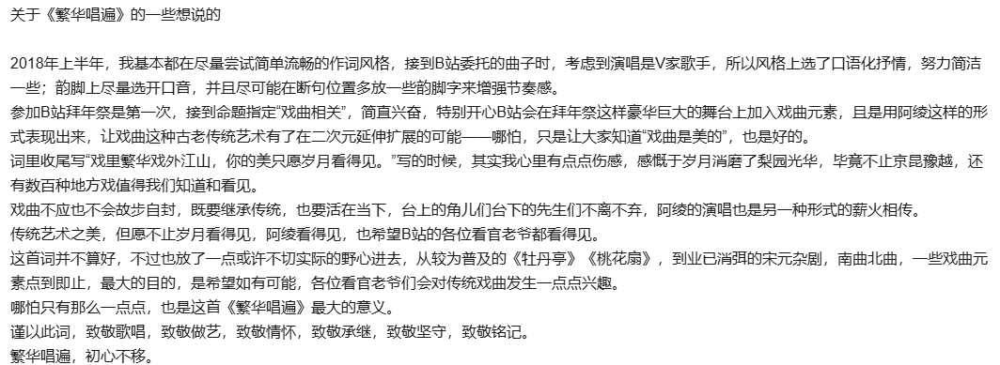 关于《繁华唱遍》的一些想说的
2018年上半年，我基本都在尽量尝试简单流畅的作词风格，接到B站委托的曲子时，考虑到演唱是V家歌手，所以风格上选了口语化抒情，努力简洁
一些；韵脚上尽量选开口音，并且尽可能在断句位置多放一些韵脚字来增强节奏感。
参加B站拜年祭是第一次，接到命题指定“戏曲相关”，简直兴奋，特别开心B站会在拜年祭这样豪华巨大的舞台上加入戏曲元素，且是用阿绫这样的形
式表现出来，让戏曲这种古老传统艺术有了在二次元延伸扩展的可能——哪怕，只是让大家知道“戏曲是美的”，也是好的。
词里收尾写“戏里繁华戏外江山，你的美只愿岁月看得见。”写的时候，其实我心里有点点伤感，感慨于岁月消磨了梨园光华，毕竟不止京昆豫越，还
有数百种地方戏值得我们知道和看见。
戏曲不应也不会故步自封，既要继承传统，也要活在当下，台上的角儿们台下的先生们不离不弃，阿绫的演唱也是另一种形式的薪火相传。
传统艺术之美，但愿不止岁月看得见，阿绫看得见，也希望B站的各位看官老爷都看得见。
这首词并不算好，不过也放了一点或许不切实际的野心进去，从较为普及的《牡丹亭》《桃花扇》，到业已消弭的宋元杂剧，南曲北曲，一些戏曲元
素点到即止，最大的目的，是希望如有可能，各位看官老爷们会对传统戏曲发生一点点兴趣。
哪怕只有那么一点点，也是这首《繁华唱遍》最大的意义。
谨以此词，致敬歌唱，致敬做艺，致敬情怀，致敬承继，致敬坚守，致敬铭记。
繁华唱遍，初心不移。